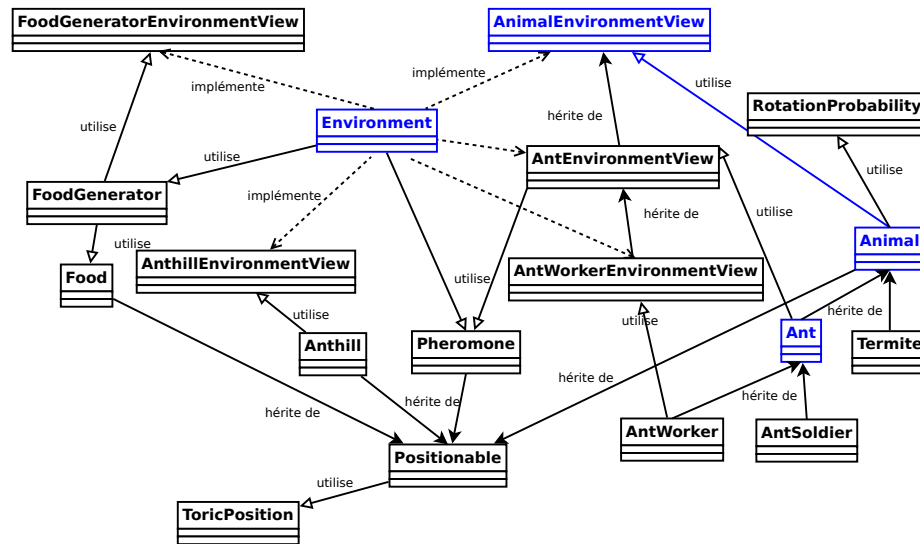 FoodGeneratorEnvironmentView
AnimalEnvironmentView
implémente
utilise
RotationProbability
hérite de
Environment
utilise
utilise
AntEnvironmentView
utilise
FoodGenerator
implémente
hérite de
utilise
Animal
utilise
AnthillEnvironmentView
AntWorkerEnvironmentView
Food
utilise
utilise
utilise
hérite de
Anthill
Pheromone
Ant
Termite
hérite de
hérite de
hérite de
hérite de
AntWorker
AntSoldier
Positionable
utilise
ToricPosition